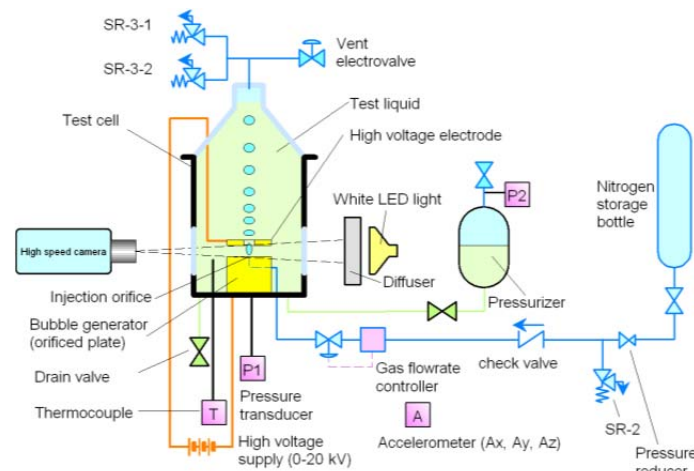 SR-3-1
SR-3-2
Vent
electrovalve
Test liquid
Test cell
High voltage electrode
White LED light
P2
Nitrogen
storage
bottle
High speed camera
Diffuser
Pressurizer
Injection orifice
Bubble generator
(orificed plate)
Drain valve
Thermocouple
T
P1
Pressure
transducer
High voltage
supply (0-20 kV)
Gas flowrate
controller
check valve
A
Accelerometer (Ax, Ay, Az)
SR-2
Pressure
reducer